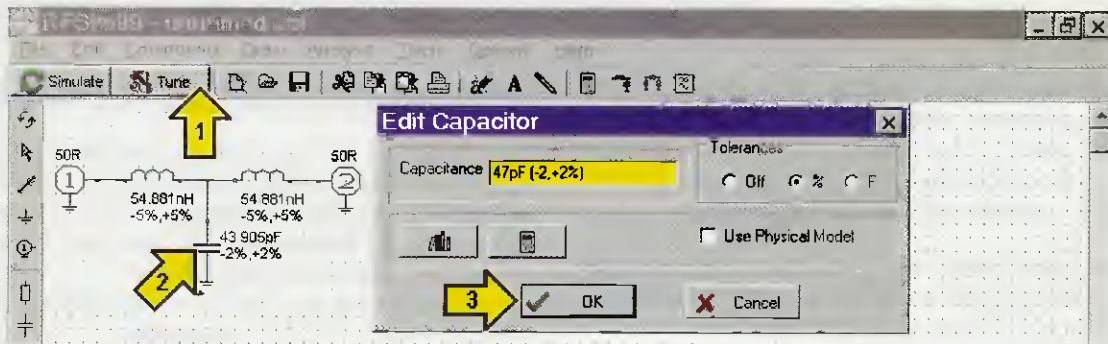 RFSim99 -
Simulate Tune
1
Edit Capacitor
Capacitance 47pF (-2,+2%)
Tolerances
Off % F
Use Physical Model
3 OK Cancel
50R 50R
1 2
54.881nH 54.881nH
-5%,+5% -5%,+5%
43.905pF
-2%,+2%
2